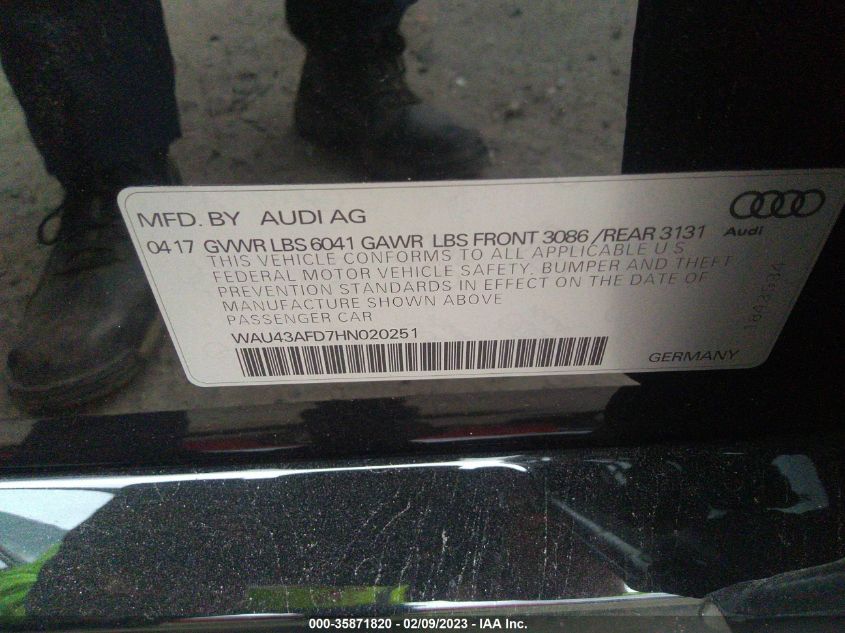 MFD. BY AUDI AG
Audi
04 17 GVWR LBS 6041 GAWR LBS FRONT 3086 /REAR 3131
THIS VEHICLE CONFORMS TO ALL APPLICABLE U S
FEDERAL MOTOR VEHICLE SAFETY, BUMPER AND THEFT
PREVENTION STANDARDS IN EFFECT ON THE DATE OF
MANUFACTURE SHOWN ABOVE
PASSENGER CAR
WAU43AFD7HN020251
GERMANY
000-35871820 - 02/09/2023 - IAA Inc.